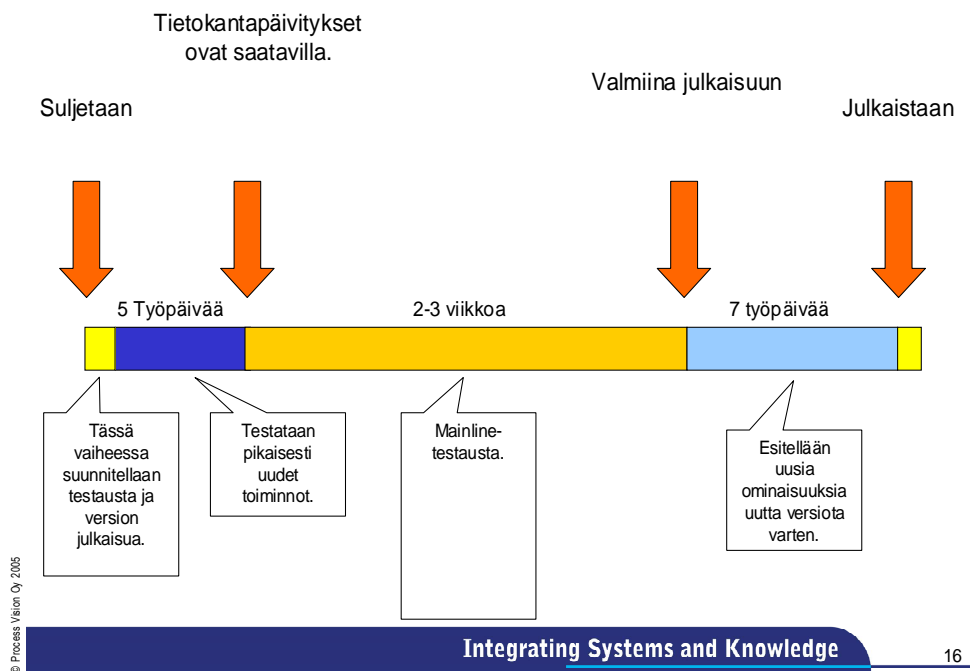 Tietokantapäivitykset
ovat saatavilla.
Valmiina julkaisuun
Suljetaan
Julkaistaan
5 Työpäivää
2-3 viikkoa
7 työpäivää
Tässä
vaiheessa
suunnitellaan
testausta ja
version
julkaisua.
Testataan
pikaisesti
uudet
toiminnot.
Mainline-
testausta.
Esitellään
uusia
ominaisuuksia
uutta versiota
varten.
© Process Vision Oy 2005
Integrating Systems and Knowledge
16